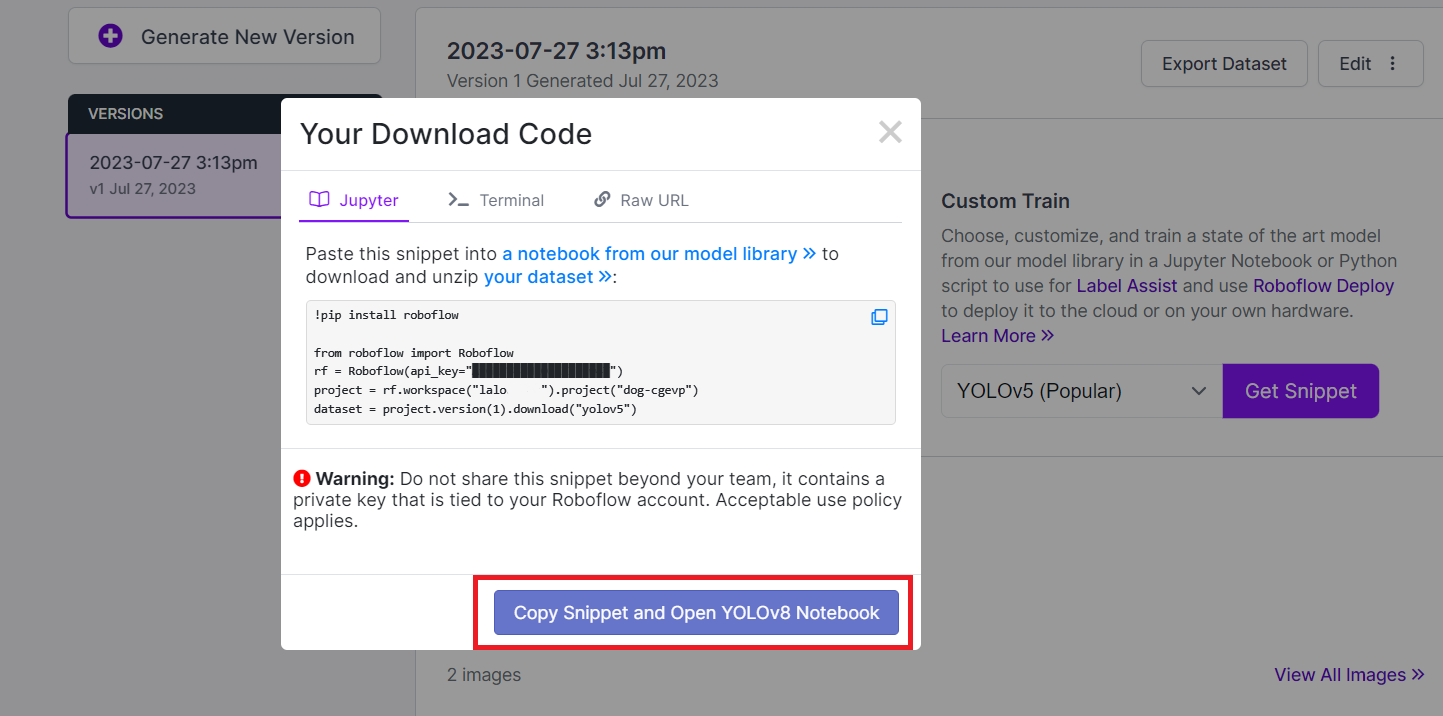 Generate New Version
VERSIONS
2023-07-27 3:13pm
v1 Jul 27, 2023
2023-07-27 3:13pm
Version 1 Generated Jul 27, 2023
Export Dataset
Edit
Your Download Code
Jupyter
Terminal
Raw URL
Paste this snippet into a notebook from our model library » to
download and unzip your dataset »:
!pip install roboflow
from roboflow import Roboflow
rf = Roboflow(api_key="████████████████████")
project = rf.workspace("lalo     ").project("dog-cgevp")
dataset = project.version(1).download("yolov5")
Warning: Do not share this snippet beyond your team, it contains a
private key that is tied to your Roboflow account. Acceptable use policy
applies.
Copy Snippet and Open YOLOv8 Notebook
Custom Train
Choose, customize, and train a state of the art model
from our model library in a Jupyter Notebook or Python
script to use for Label Assist and use Roboflow Deploy
to deploy it to the cloud or on your own hardware.
Learn More »
YOLOv5 (Popular)
Get Snippet
2 images
View All Images »